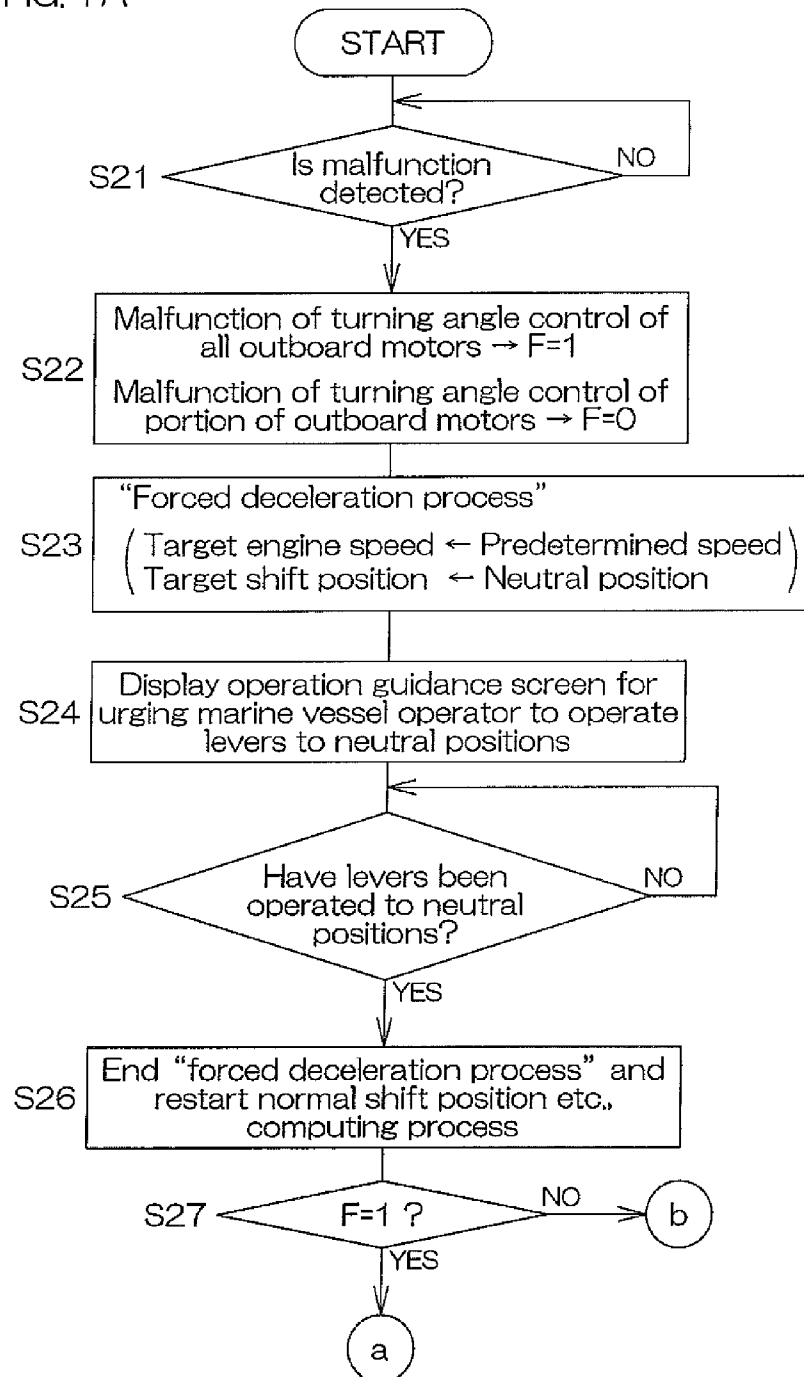 START
Is malfunction
detected?
NO
S21
YES
Malfunction of turning angle control of
all outboard motors → F=1
S22
Malfunction of turning angle control of
portion of outboard motors → F=0
"Forced deceleration process"
S23
Target engine speed ← Predetermined speed
Target shift position ← Neutral position
Display operation guidance screen for
S24
urging marine vessel operator to operate
levers to neutral positions
Have levers been
NO
S25
operated to neutral
positions?
YES
End "forced deceleration process" and
S26
restart normal shift position etc.,
computing process
NO
S27
F=1 ?
b
YES
a